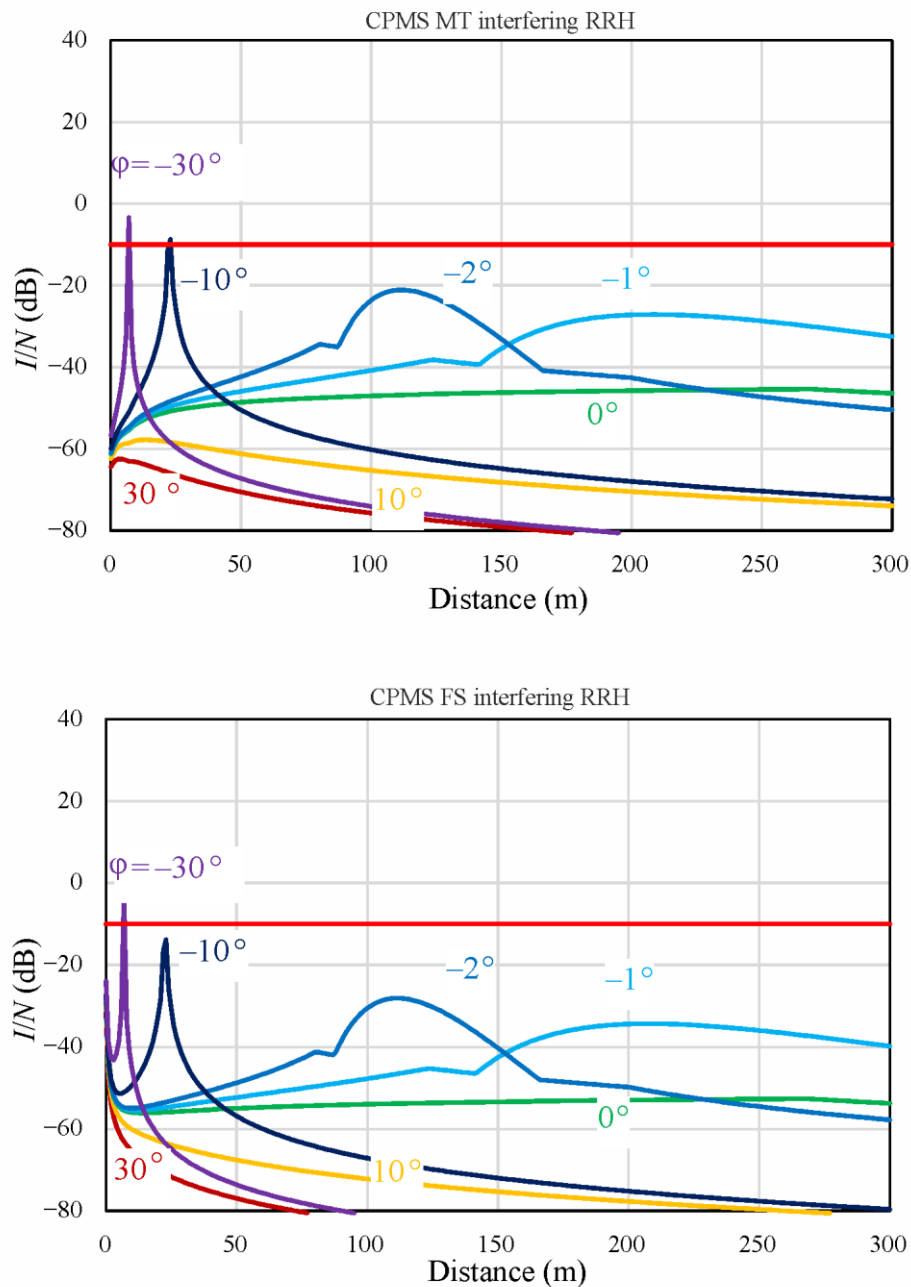 CPMS MT interfering RRH
40
20
φ=–30°
0
–10°
–2°
–1°
−20
I/N (dB)
−40
0°
−60
30°
10°
−80
0 50 100 150 200 250 300
Distance (m)
CPMS FS interfering RRH
40
20
φ=–30°
0
–10°
–2°
–1°
−20
I/N (dB)
−40
0°
−60
30°
10°
−80
0 50 100 150 200 250 300
Distance (m)